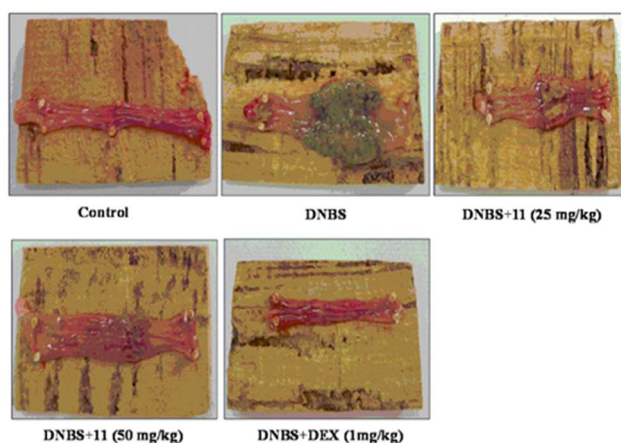 Control
DNBS
DNBS+11 (25 mg/kg)
DNBS+11 (50 mg/kg)
DNBS+DEX (1mg/kg)